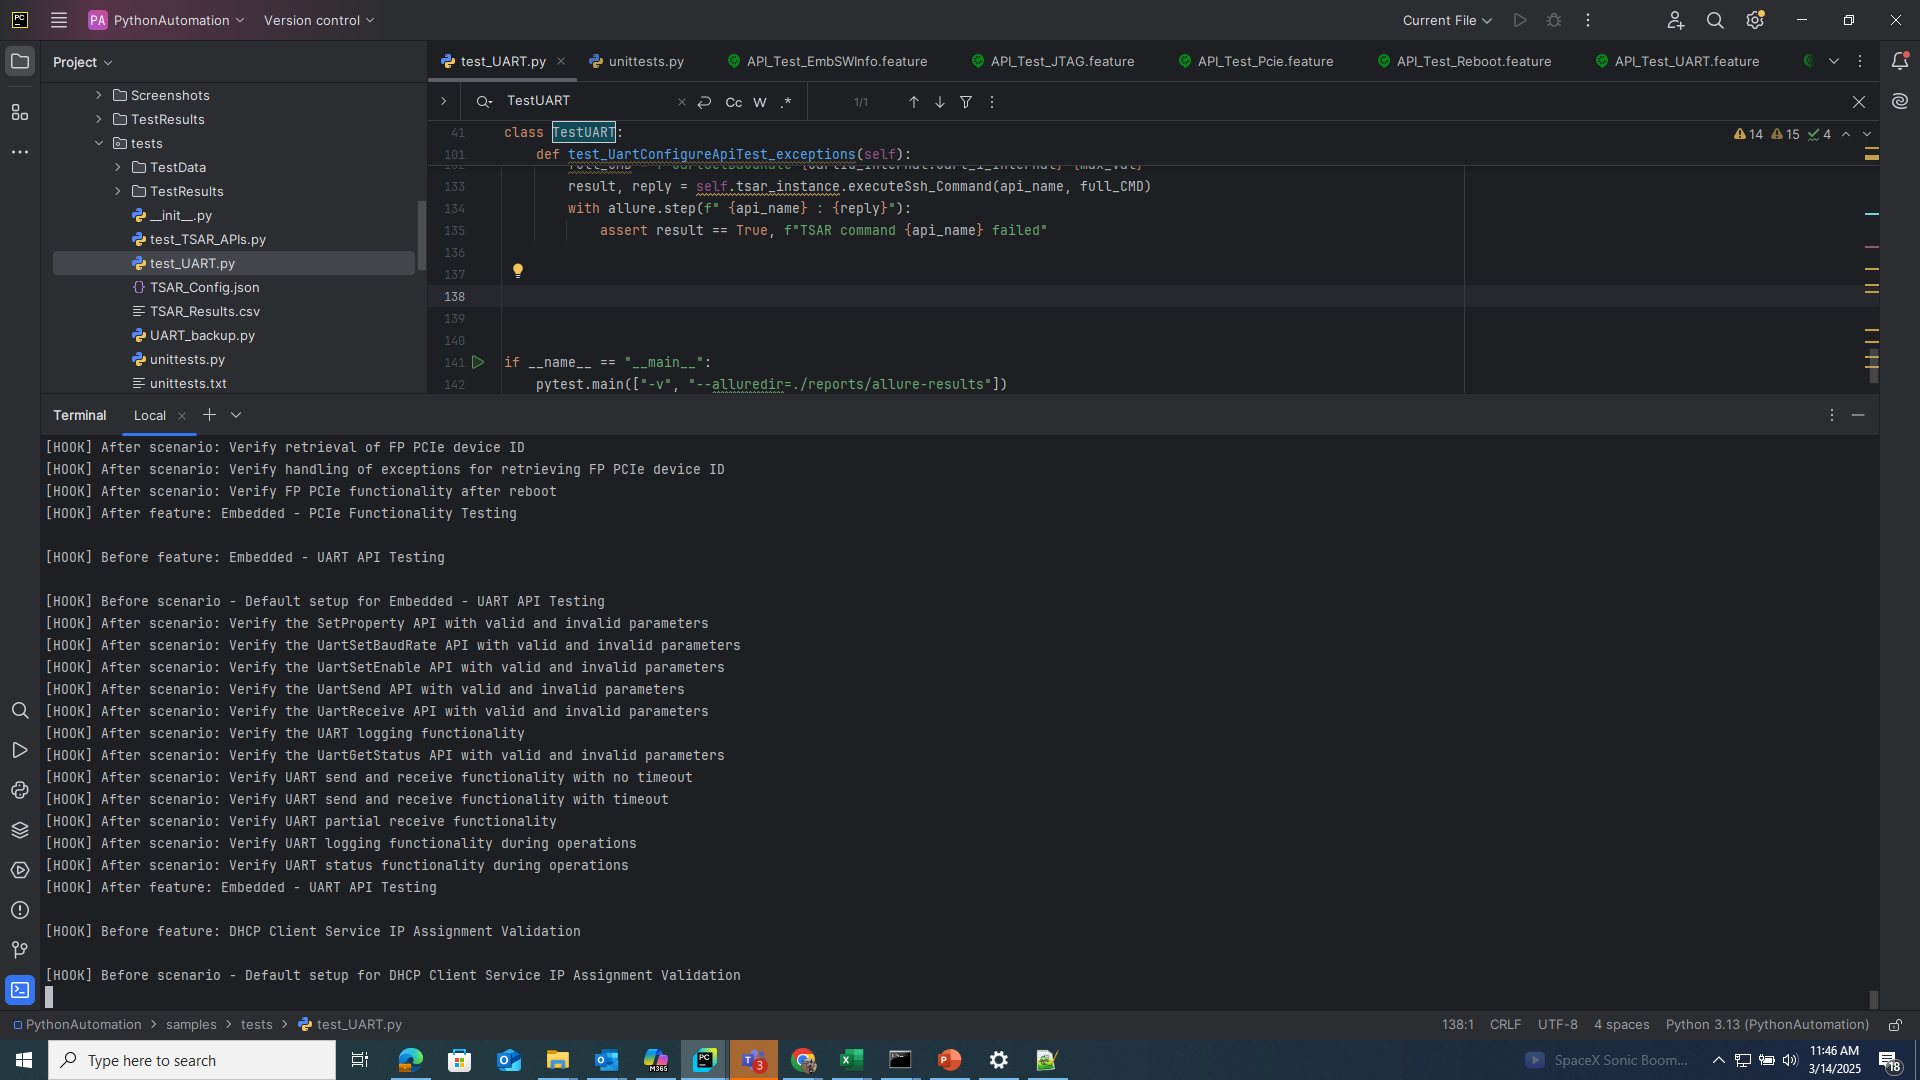 PC
PA PythonAutomation Version control
Current File
Project
test_UART.py
unittests.py
API_Test_EmbSWInfo.feature
API_Test_JTAG.feature
API_Test_Pcie.feature
API_Test_Reboot.feature
API_Test_UART.feature
Screenshots
TestResults
tests
TestData
TestResults
__init__.py
test_TSAR_APIs.py
test_UART.py
TSAR_Config.json
TSAR_Results.csv
UART_backup.py
unittests.py
unittests.txt
TestUART
Cc W .*
1/1
14 15 4
41 class TestUART:
101 def test_UartConfigureApiTest_exceptions(self):
133 result, reply = self.tsar_instance.executeSsh_Command(api_name, full_CMD)
134 with allure.step(f" {api_name} : {reply}"):
135 assert result == True, f"TSAR command {api_name} failed"
136
137
138
139
140
141 if __name__ == "__main__":
142 pytest.main(["-v", "--alluredir=./reports/allure-results"])
Terminal Local
[HOOK] After scenario: Verify retrieval of FP PCIe device ID
[HOOK] After scenario: Verify handling of exceptions for retrieving FP PCIe device ID
[HOOK] After scenario: Verify FP PCIe functionality after reboot
[HOOK] After feature: Embedded - PCIe Functionality Testing
[HOOK] Before feature: Embedded - UART API Testing
[HOOK] Before scenario - Default setup for Embedded - UART API Testing
[HOOK] After scenario: Verify the SetProperty API with valid and invalid parameters
[HOOK] After scenario: Verify the UartSetBaudRate API with valid and invalid parameters
[HOOK] After scenario: Verify the UartSetEnable API with valid and invalid parameters
[HOOK] After scenario: Verify the UartSend API with valid and invalid parameters
[HOOK] After scenario: Verify the UartReceive API with valid and invalid parameters
[HOOK] After scenario: Verify the UART logging functionality
[HOOK] After scenario: Verify the UartGetStatus API with valid and invalid parameters
[HOOK] After scenario: Verify UART send and receive functionality with no timeout
[HOOK] After scenario: Verify UART send and receive functionality with timeout
[HOOK] After scenario: Verify UART partial receive functionality
[HOOK] After scenario: Verify UART logging functionality during operations
[HOOK] After scenario: Verify UART status functionality during operations
[HOOK] After feature: Embedded - UART API Testing
[HOOK] Before feature: DHCP Client Service IP Assignment Validation
[HOOK] Before scenario - Default setup for DHCP Client Service IP Assignment Validation
PythonAutomation > samples > tests > test_UART.py
138:1 CRLF UTF-8 4 spaces Python 3.13 (PythonAutomation)
Type here to search
M365
PC
3
SpaceX Sonic Boom...
11:46 AM
3/14/2025
18